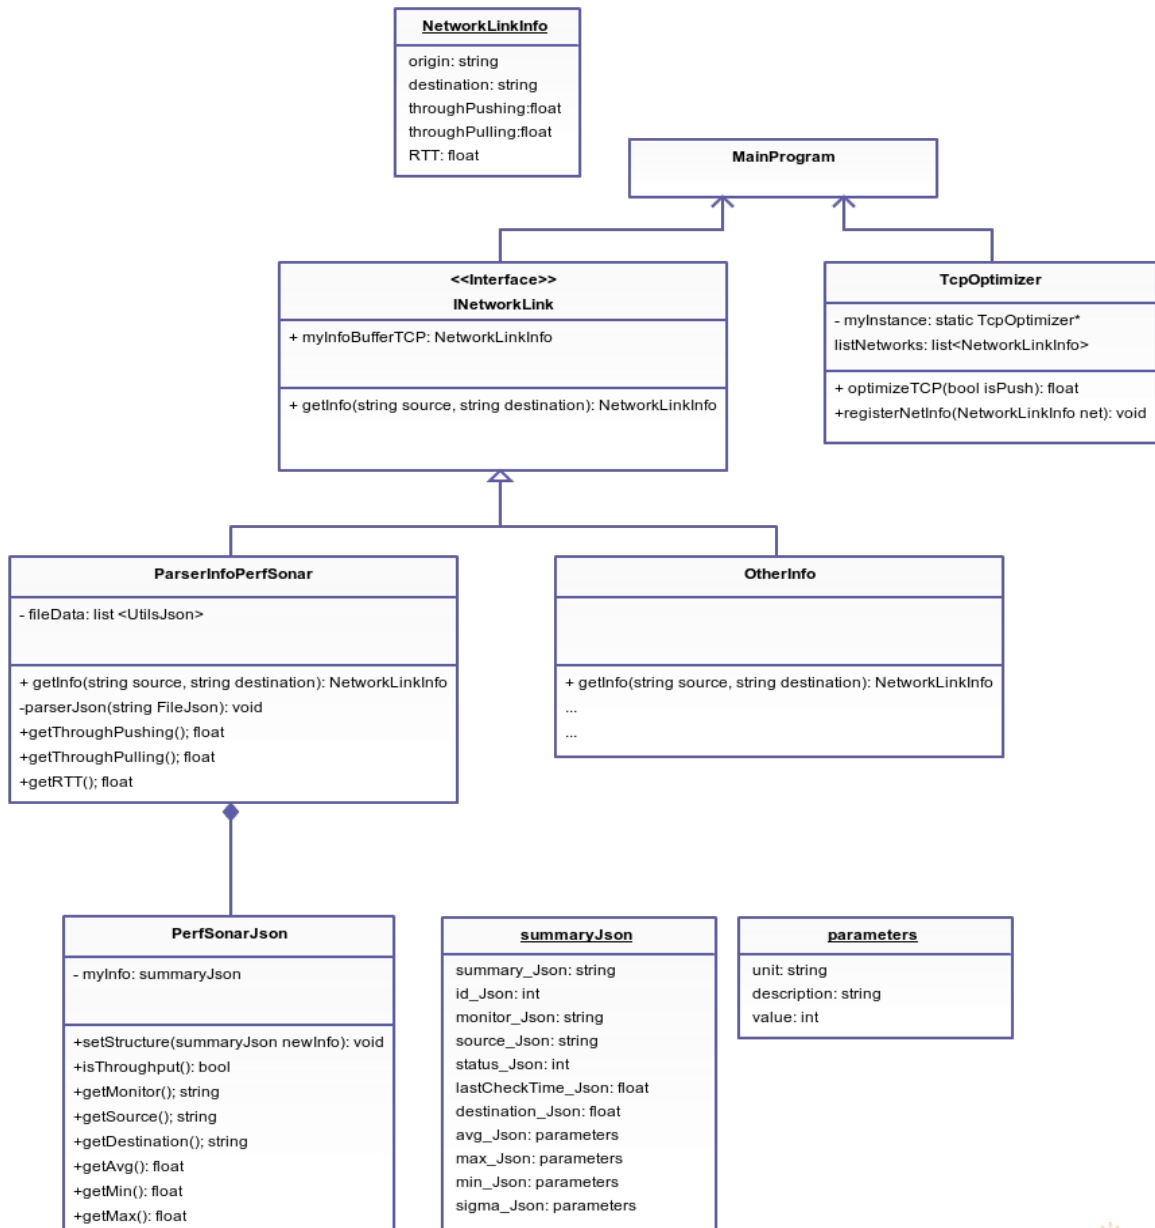 NetworkLinkInfo
origin: string
destination: string
throughPushing:float
throughPulling:float
RTT: float
MainProgram
<<Interface>>
INetworkLink
+ myInfoBufferTCP: NetworkLinkInfo
+ getInfo(string source, string destination): NetworkLinkInfo
TcpOptimizer
- myInstance: static TcpOptimizer*
listNetworks: list<NetworkLinkInfo>
+ optimizeTCP(bool isPush): float
+registerNetInfo(NetworkLinkInfo net): void
ParserInfoPerfSonar
- fileData: list <UtilsJson>
+ getInfo(string source, string destination): NetworkLinkInfo
-parserJson(string FileJson): void
+getThroughPushing(); float
+getThroughPulling(); float
+getRTT(); float
OtherInfo
+ getInfo(string source, string destination): NetworkLinkInfo
...
...
PerfSonarJson
- myInfo: summaryJson
+setStructure(summaryJson newInfo): void
+isThroughput(): bool
+getMonitor(); string
+getSource(); string
+getDestination(); string
+getAvg(): float
+getMin(): float
+getMax(): float
summaryJson
summary_Json: string
id_Json: int
monitor_Json: string
source_Json: string
status_Json: int
lastCheckTime_Json: float
destination_Json: float
avg_Json: parameters
max_Json: parameters
min_Json: parameters
sigma_Json: parameters
parameters
unit: string
description: string
value: int